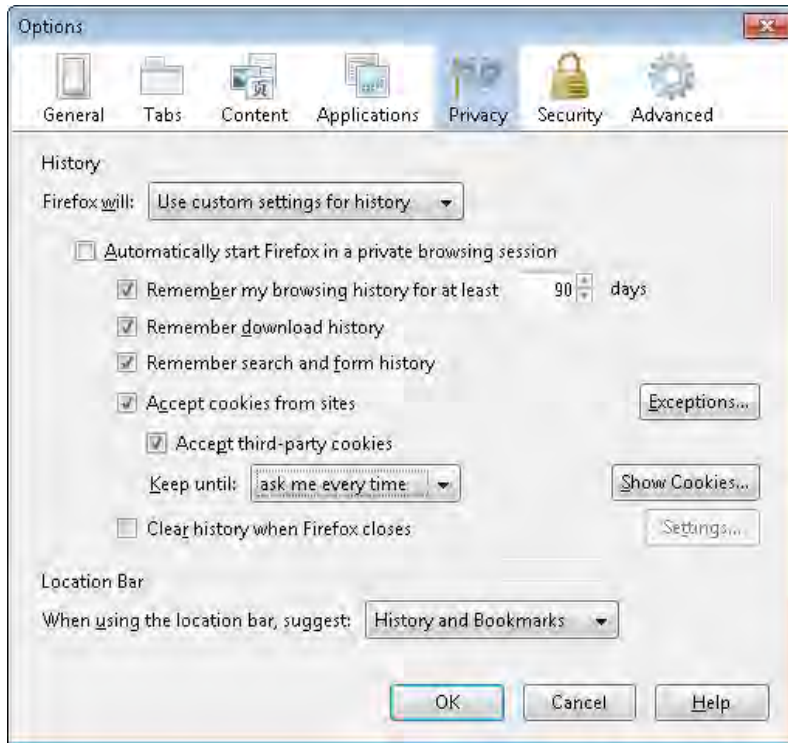 Options
General Tabs Content Applications Privacy Security Advanced
History
Firefox will: Use custom settings for history
Automatically start Firefox in a private browsing session
Remember my browsing history for at least 90 days
Remember download history
Remember search and form history
Accept cookies from sites Exceptions...
Accept third-party cookies
Keep until: ask me every time Show Cookies...
Clear history when Firefox closes Settings...
Location Bar
When using the location bar, suggest: History and Bookmarks
OK Cancel Help